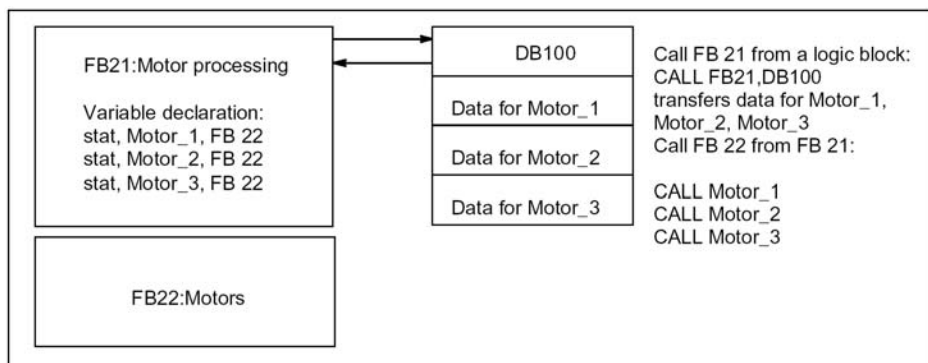 FB21:Motor processing
Variable declaration:
stat, Motor_1, FB 22
stat, Motor_2, FB 22
stat, Motor_3, FB 22
FB22:Motors
DB100
Data for Motor_1
Data for Motor_2
Data for Motor_3
Call FB 21 from a logic block:
CALL FB21,DB100
transfers data for Motor_1,
Motor_2, Motor_3
Call FB 22 from FB 21:
CALL Motor_1
CALL Motor_2
CALL Motor_3